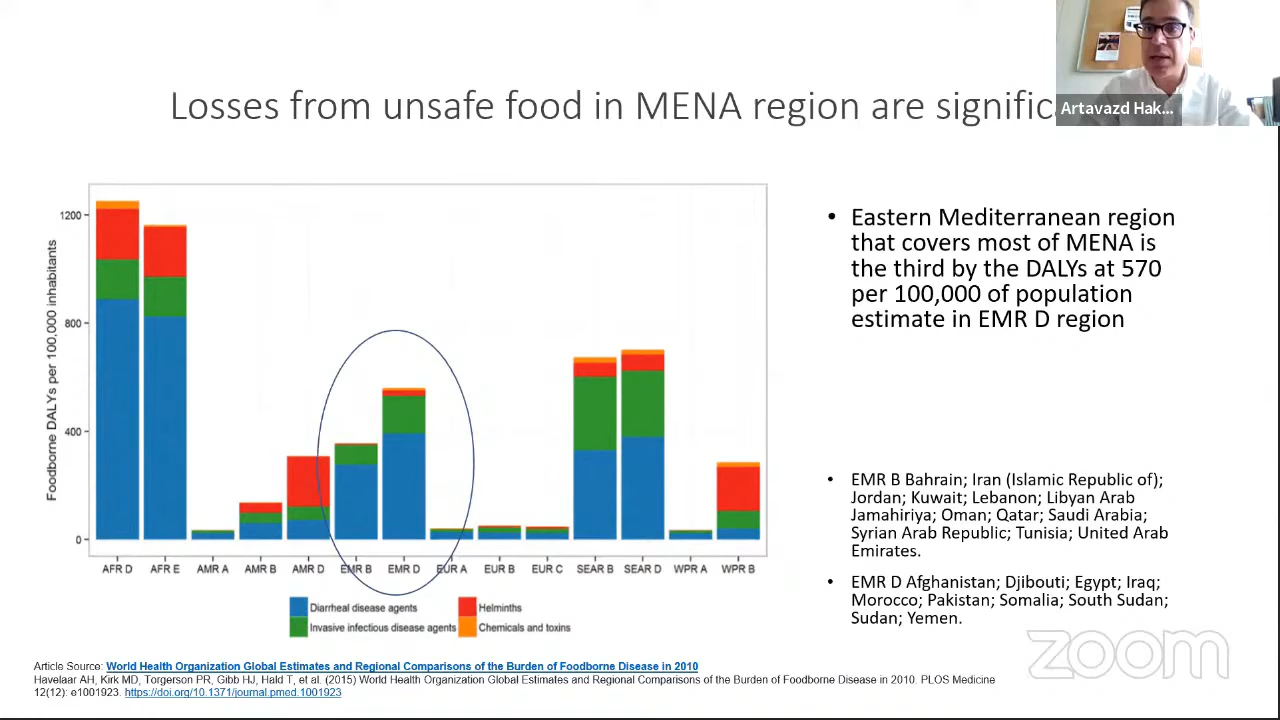 Artavazd Hak...
Losses from unsafe food in MENA region are signific
Foodborne DALYs per 100,000 inhabitants
1200
800
400
0
AFR D AFR E AMR A AMR B AMR D EMR B EMR D EUR A EUR B EUR C SEAR B SEAR D WPR A WPR B
Diarrheal disease agents Helminths
Invasive infectious disease agents Chemicals and toxins
• Eastern Mediterranean region
that covers most of MENA is
the third by the DALYs at 570
per 100,000 of population
estimate in EMR D region
• EMR B Bahrain; Iran (Islamic Republic of);
Jordan; Kuwait; Lebanon; Libyan Arab
Jamahiriya; Oman; Qatar; Saudi Arabia;
Syrian Arab Republic; Tunisia; United Arab
Emirates.
• EMR D Afghanistan; Djibouti; Egypt; Iraq;
Morocco; Pakistan; Somalia; South Sudan;
Sudan; Yemen.
zoom
Article Source: World Health Organization Global Estimates and Regional Comparisons of the Burden of Foodborne Disease in 2010
Havelaar AH, Kirk MD, Torgerson PR, Gibb HJ, Hald T, et al. (2015) World Health Organization Global Estimates and Regional Comparisons of the Burden of Foodborne Disease in 2010. PLOS Medicine
12(12): e1001923. https://doi.org/10.1371/journal.pmed.1001923